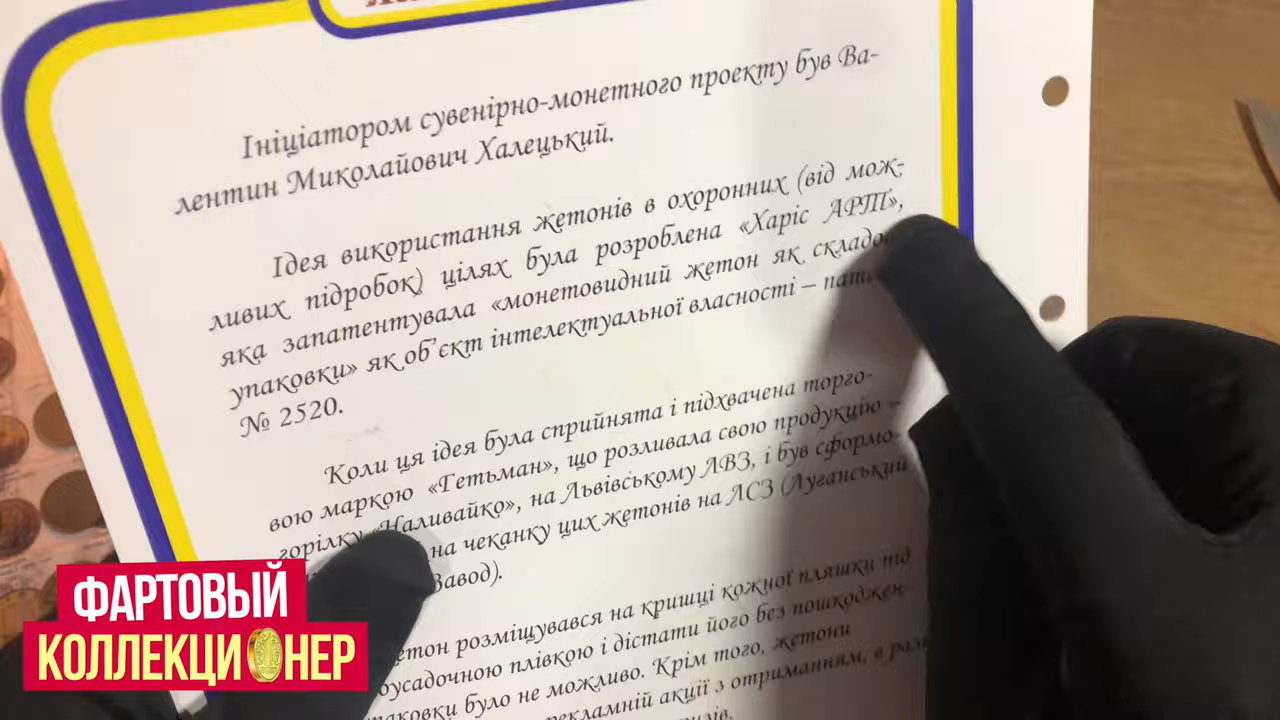 Ініціатором сувенірно-монетного проекту був Ва-
лентин Миколайович Халецький.
Ідея використання жетонів в охоронних (від мож-
ливих підробок) цілях була розроблена «Харіс АРТ»,
яка запатентувала «монетовидний жетон як складо
упаковки» як об'єкт інтелектуальної власності – пат
№ 2520.
Коли ця ідея була сприйнята і підхвачена торго-
вою маркою «Гетьман», що розливала свою продукцію –
горілку «Наливайко», на Львівському ЛВЗ, і був сформо-
на чеканку цих жетонів на ЛСЗ (Луганський
Завод).
етон розміщувався на кришці кожної пляшки під
оусадочною плівкою і дістати його без пошкоджен-
паковки було не можливо. Крім того, жетони
рекламній акції з отриманням, в раз
ФАРТОВЫЙ
КОЛЛЕКЦИОНЕР